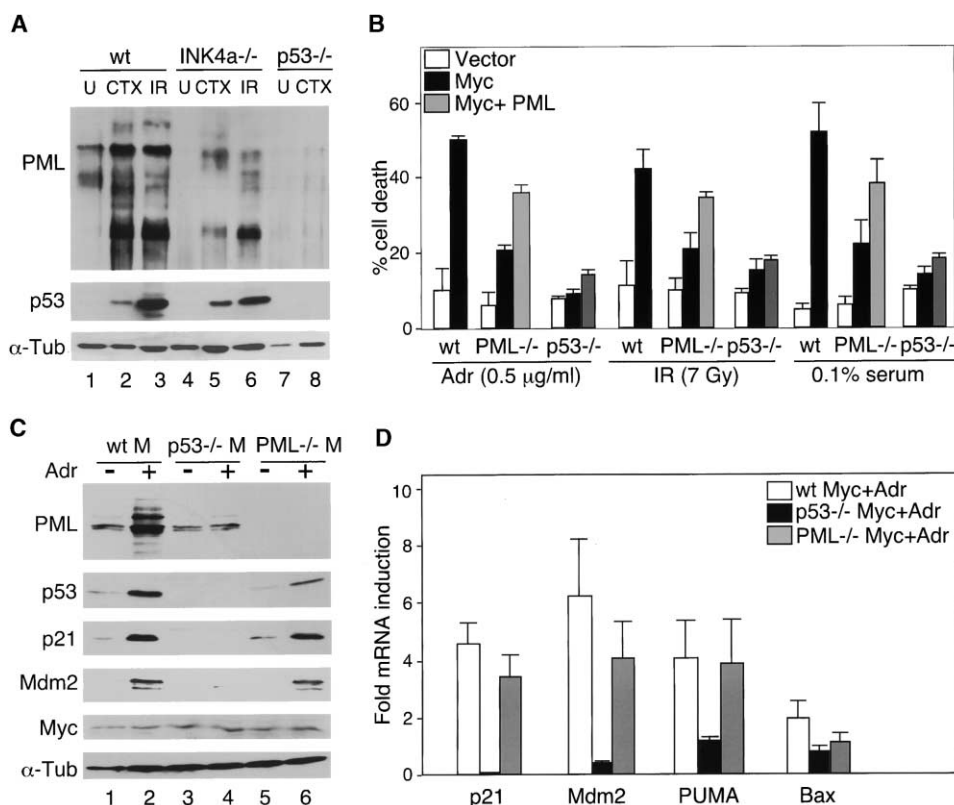 A
wt INK4a-/- p53-/-
U CTX IR U CTX IR U CTX
PML
p53
α-Tub
1 2 3 4 5 6 7 8
B
Vector
Myc
Myc+ PML
% cell death
60
40
20
0
wt PML-/- p53-/- wt PML-/- p53-/- wt PML-/- p53-/-
Adr (0.5 µg/ml) IR (7 Gy) 0.1% serum
C
wt M p53-/- M PML-/- M
Adr - + - + - +
PML
p53
p21
Mdm2
Myc
α-Tub
1 2 3 4 5 6
D
wt Myc+Adr
p53-/- Myc+Adr
PML-/- Myc+Adr
Fold mRNA induction
10
8
6
4
2
0
p21 Mdm2 PUMA Bax